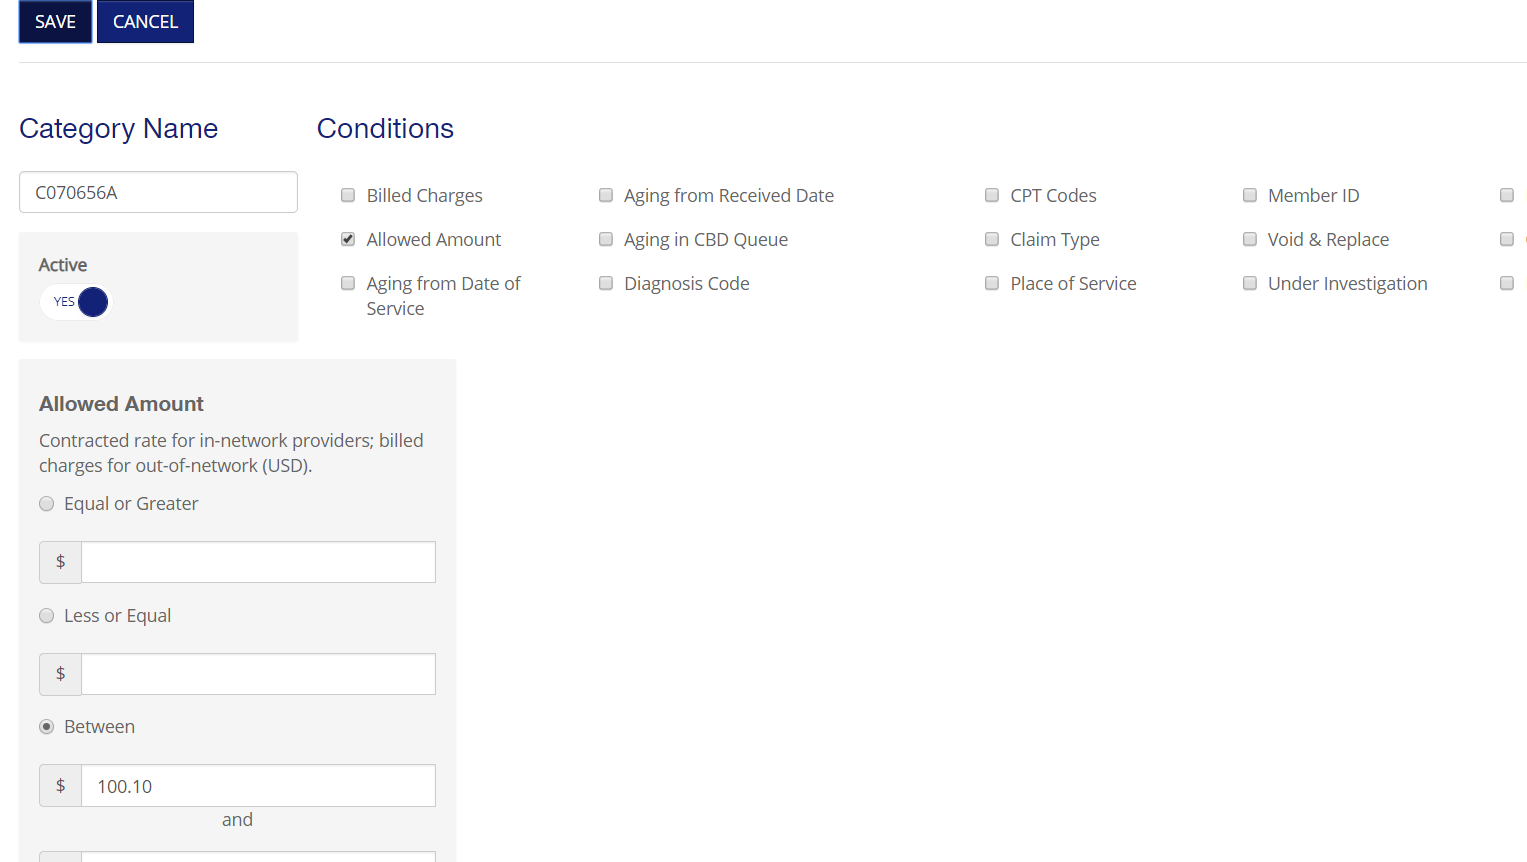 SAVE CANCEL
Category Name
Conditions
C070656A
Active
YES
Billed Charges
Aging from Received Date
CPT Codes
Member ID
Allowed Amount
Aging in CBD Queue
Claim Type
Void & Replace
Aging from Date of
Service
Diagnosis Code
Place of Service
Under Investigation
Allowed Amount
Contracted rate for in-network providers; billed
charges for out-of-network (USD).
Equal or Greater
$
Less or Equal
$
Between
$ 100.10
and